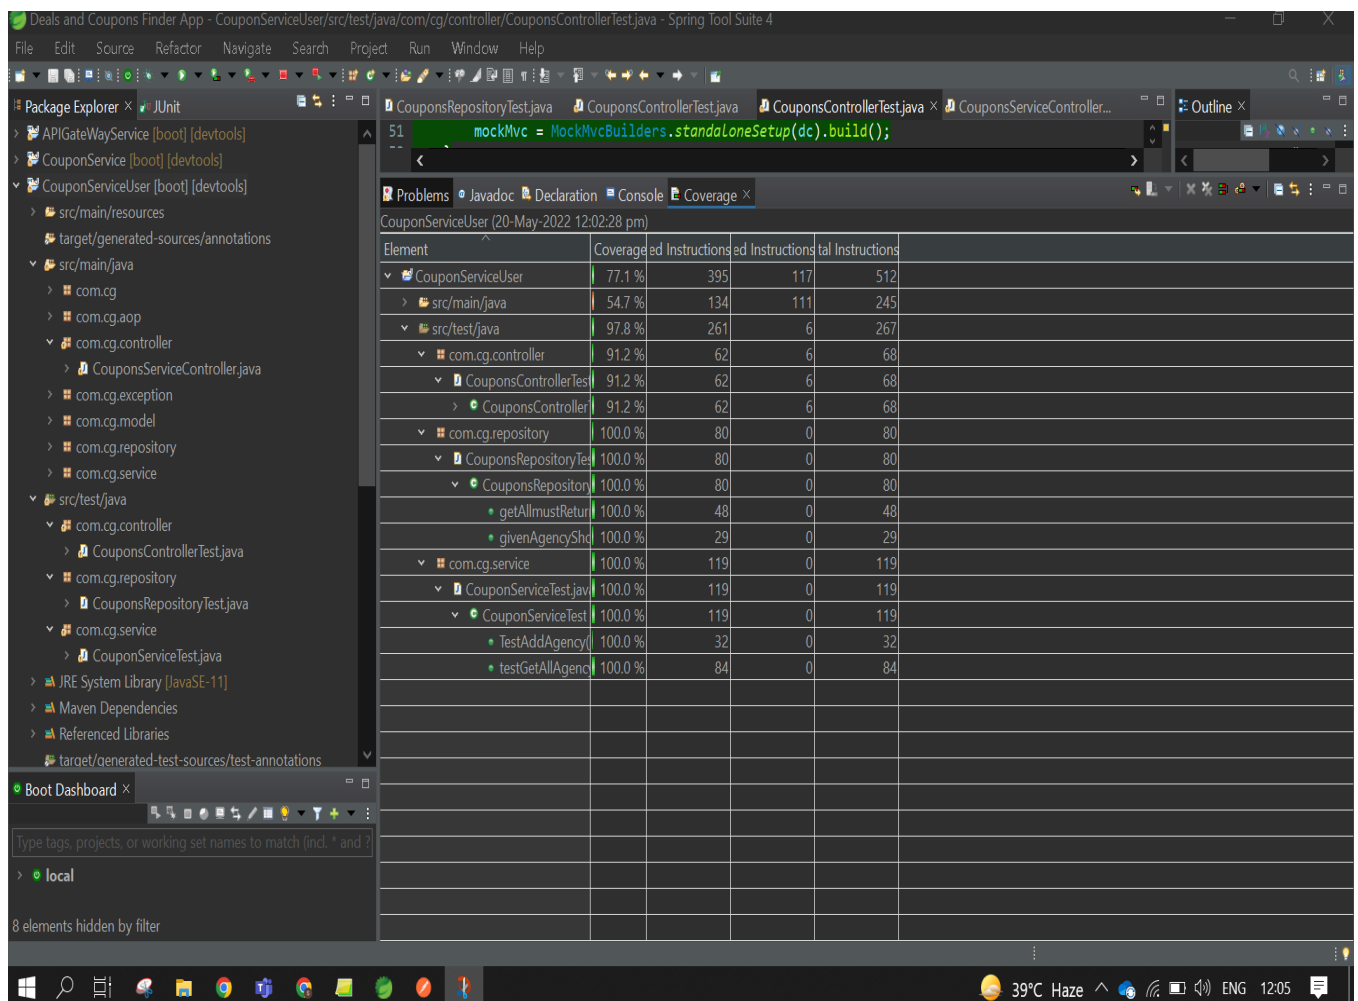 Deals and Coupons Finder App - CouponServiceUser/src/test/java/com/cg/controller/CouponsControllerTest.java - Spring Tool Suite 4
File Edit Source Refactor Navigate Search Project Run Window Help
Package Explorer × JUnit
APIGateWayService [boot] [devtools]
CouponService [boot] [devtools]
CouponServiceUser [boot] [devtools]
src/main/resources
target/generated-sources/annotations
src/main/java
com.cg
com.cg.aop
com.cg.controller
CouponsServiceController.java
com.cg.exception
com.cg.model
com.cg.repository
com.cg.service
src/test/java
com.cg.controller
CouponsControllerTest.java
com.cg.repository
CouponsRepositoryTest.java
com.cg.service
CouponServiceTest.java
JRE System Library [JavaSE-11]
Maven Dependencies
Referenced Libraries
target/generated-test-sources/test-annotations
Boot Dashboard ×
Type tags, projects, or working set names to match (incl. * and ?
local
8 elements hidden by filter
CouponsRepositoryTest.java CouponsControllerTest.java CouponsControllerTest.java × CouponsServiceController...
51 mockMvc = MockMvcBuilders.standaloneSetup(dc).build();
Outline ×
Problems Javadoc Declaration Console Coverage ×
CouponServiceUser (20-May-2022 12:02:28 pm)
Element Coverage ed Instructions ed Instructions tal Instructions
CouponServiceUser 77.1 % 395 117 512
src/main/java 54.7 % 134 111 245
src/test/java 97.8 % 261 6 267
com.cg.controller 91.2 % 62 6 68
CouponsControllerTest 91.2 % 62 6 68
CouponsControllerT 91.2 % 62 6 68
com.cg.repository 100.0 % 80 0 80
CouponsRepositoryTes 100.0 % 80 0 80
CouponsRepository 100.0 % 80 0 80
getAllmustRetur 100.0 % 48 0 48
givenAgencySho 100.0 % 29 0 29
com.cg.service 100.0 % 119 0 119
CouponServiceTest.java 100.0 % 119 0 119
CouponServiceTest 100.0 % 119 0 119
TestAddAgency( 100.0 % 32 0 32
testGetAllAgency 100.0 % 84 0 84
39°C Haze ENG 12:05